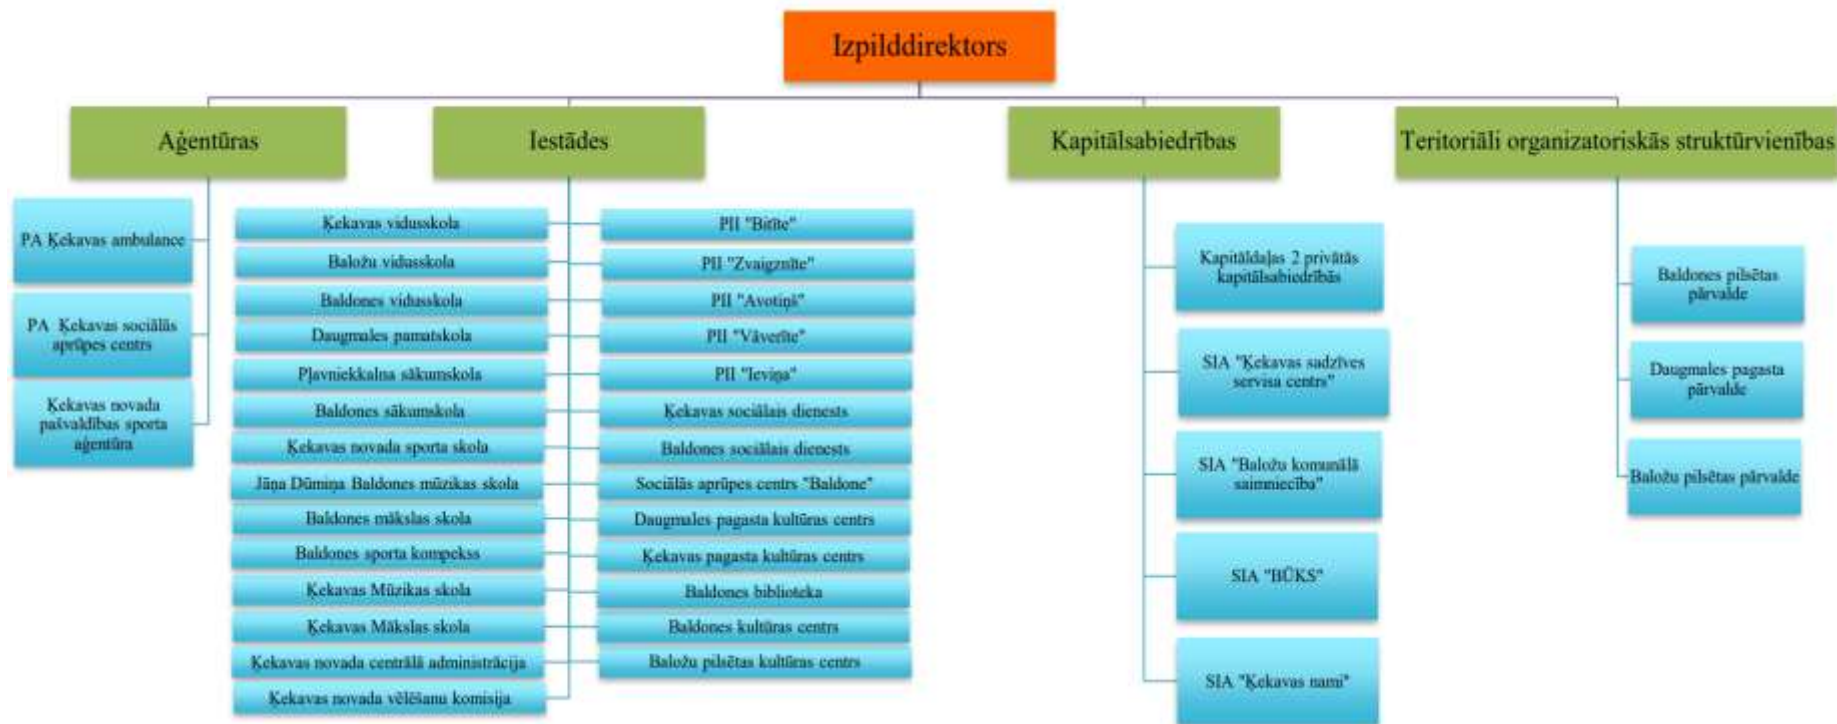 Izpilddirektors
Aģentūras
Iestādes
Kapitālsabiedrības
Teritoriāli organizatoriskās struktūrvienības
PA Ķekavas ambulance
PA Ķekavas sociālās
aprūpes centrs
Ķekavas novada
pašvaldības sporta
aģentūra
Ķekavas vidusskola
Baložu vidusskola
Baldones vidusskola
Daugmales pamatskola
Pļavniekkalna sākumskola
Baldones sākumskola
Ķekavas novada sporta skola
Jāņa Dūmiņa Baldones mūzikas skola
Baldones mākslas skola
Baldones sporta kompekss
Ķekavas Mūzikas skola
Ķekavas Mākslas skola
Ķekavas novada centrālā administrācija
Ķekavas novada vēlēšanu komisija
PII "Bitīte"
PII "Zvaigznīte"
PII "Avotiņš"
PII "Vāverīte"
PII "Ieviņa"
Ķekavas sociālais dienests
Baldones sociālais dienests
Sociālās aprūpes centrs "Baldone"
Daugmales pagasta kultūras centrs
Ķekavas pagasta kultūras centrs
Baldones biblioteka
Baldones kultūras centrs
Baložu pilsētas kultūras centrs
Kapitāldaļas 2 privātās
kapitālsabiedrībās
SIA "Ķekavas sadzīves
servisa centrs"
SIA "Baložu komunālā
saimniecība"
SIA "BŪKS"
SIA "Ķekavas nami"
Baldones pilsētas
pārvalde
Daugmales pagasta
pārvalde
Baložu pilsētas pārvalde